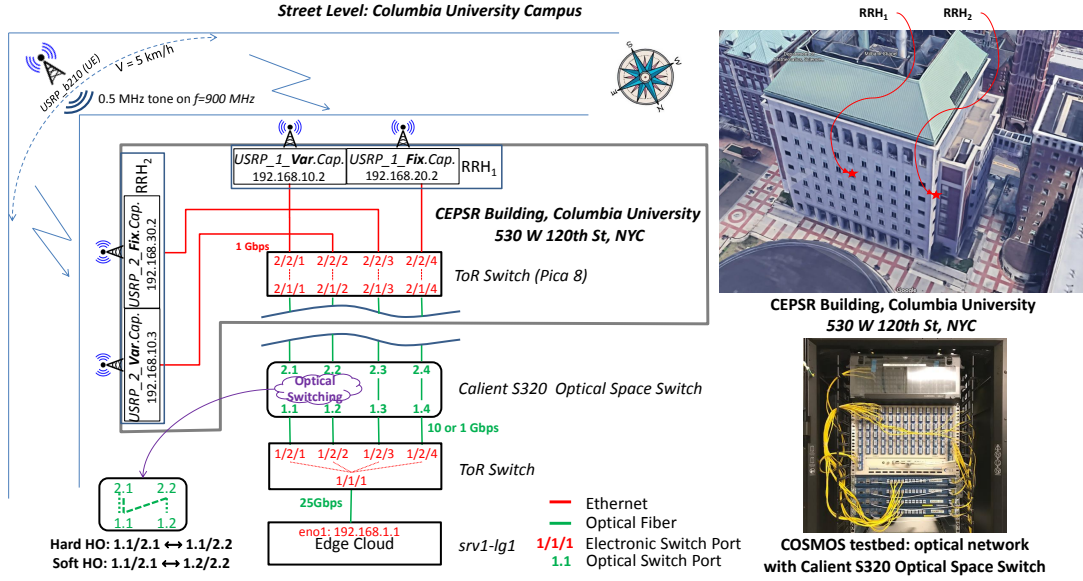 Street Level: Columbia University Campus
USRP_b210 (UE)
V = 5 km/h
0.5 MHz tone on f=900 MHz
S
W
E
N
RRH1
RRH2
USRP_1_Var.Cap.
192.168.10.2
USRP_1_Fix.Cap.
192.168.20.2
RRH1
RRH2
USRP_2_Fix.Cap.
192.168.30.2
USRP_2_Var.Cap.
192.168.10.3
CEPSR Building, Columbia University
530 W 120th St, NYC
1 Gbps
2/2/1 2/2/2 2/2/3 2/2/4
2/1/1 2/1/2 2/1/3 2/1/4
ToR Switch (Pica 8)
2.1 2.2 2.3 2.4
Optical
Switching
1.1 1.2 1.3 1.4
Calient S320 Optical Space Switch
10 or 1 Gbps
1/2/1 1/2/2 1/2/3 1/2/4
1/1/1
ToR Switch
25Gbps
eno1: 192.168.1.1
Edge Cloud
srv1-lg1
2.1 2.2
1.1 1.2
Hard HO: 1.1/2.1 ↔ 1.1/2.2
Soft HO: 1.1/2.1 ↔ 1.2/2.2
Ethernet
Optical Fiber
1/1/1 Electronic Switch Port
1.1 Optical Switch Port
Google
CEPSR Building, Columbia University
530 W 120th St, NYC
COSMOS testbed: optical network
with Calient S320 Optical Space Switch